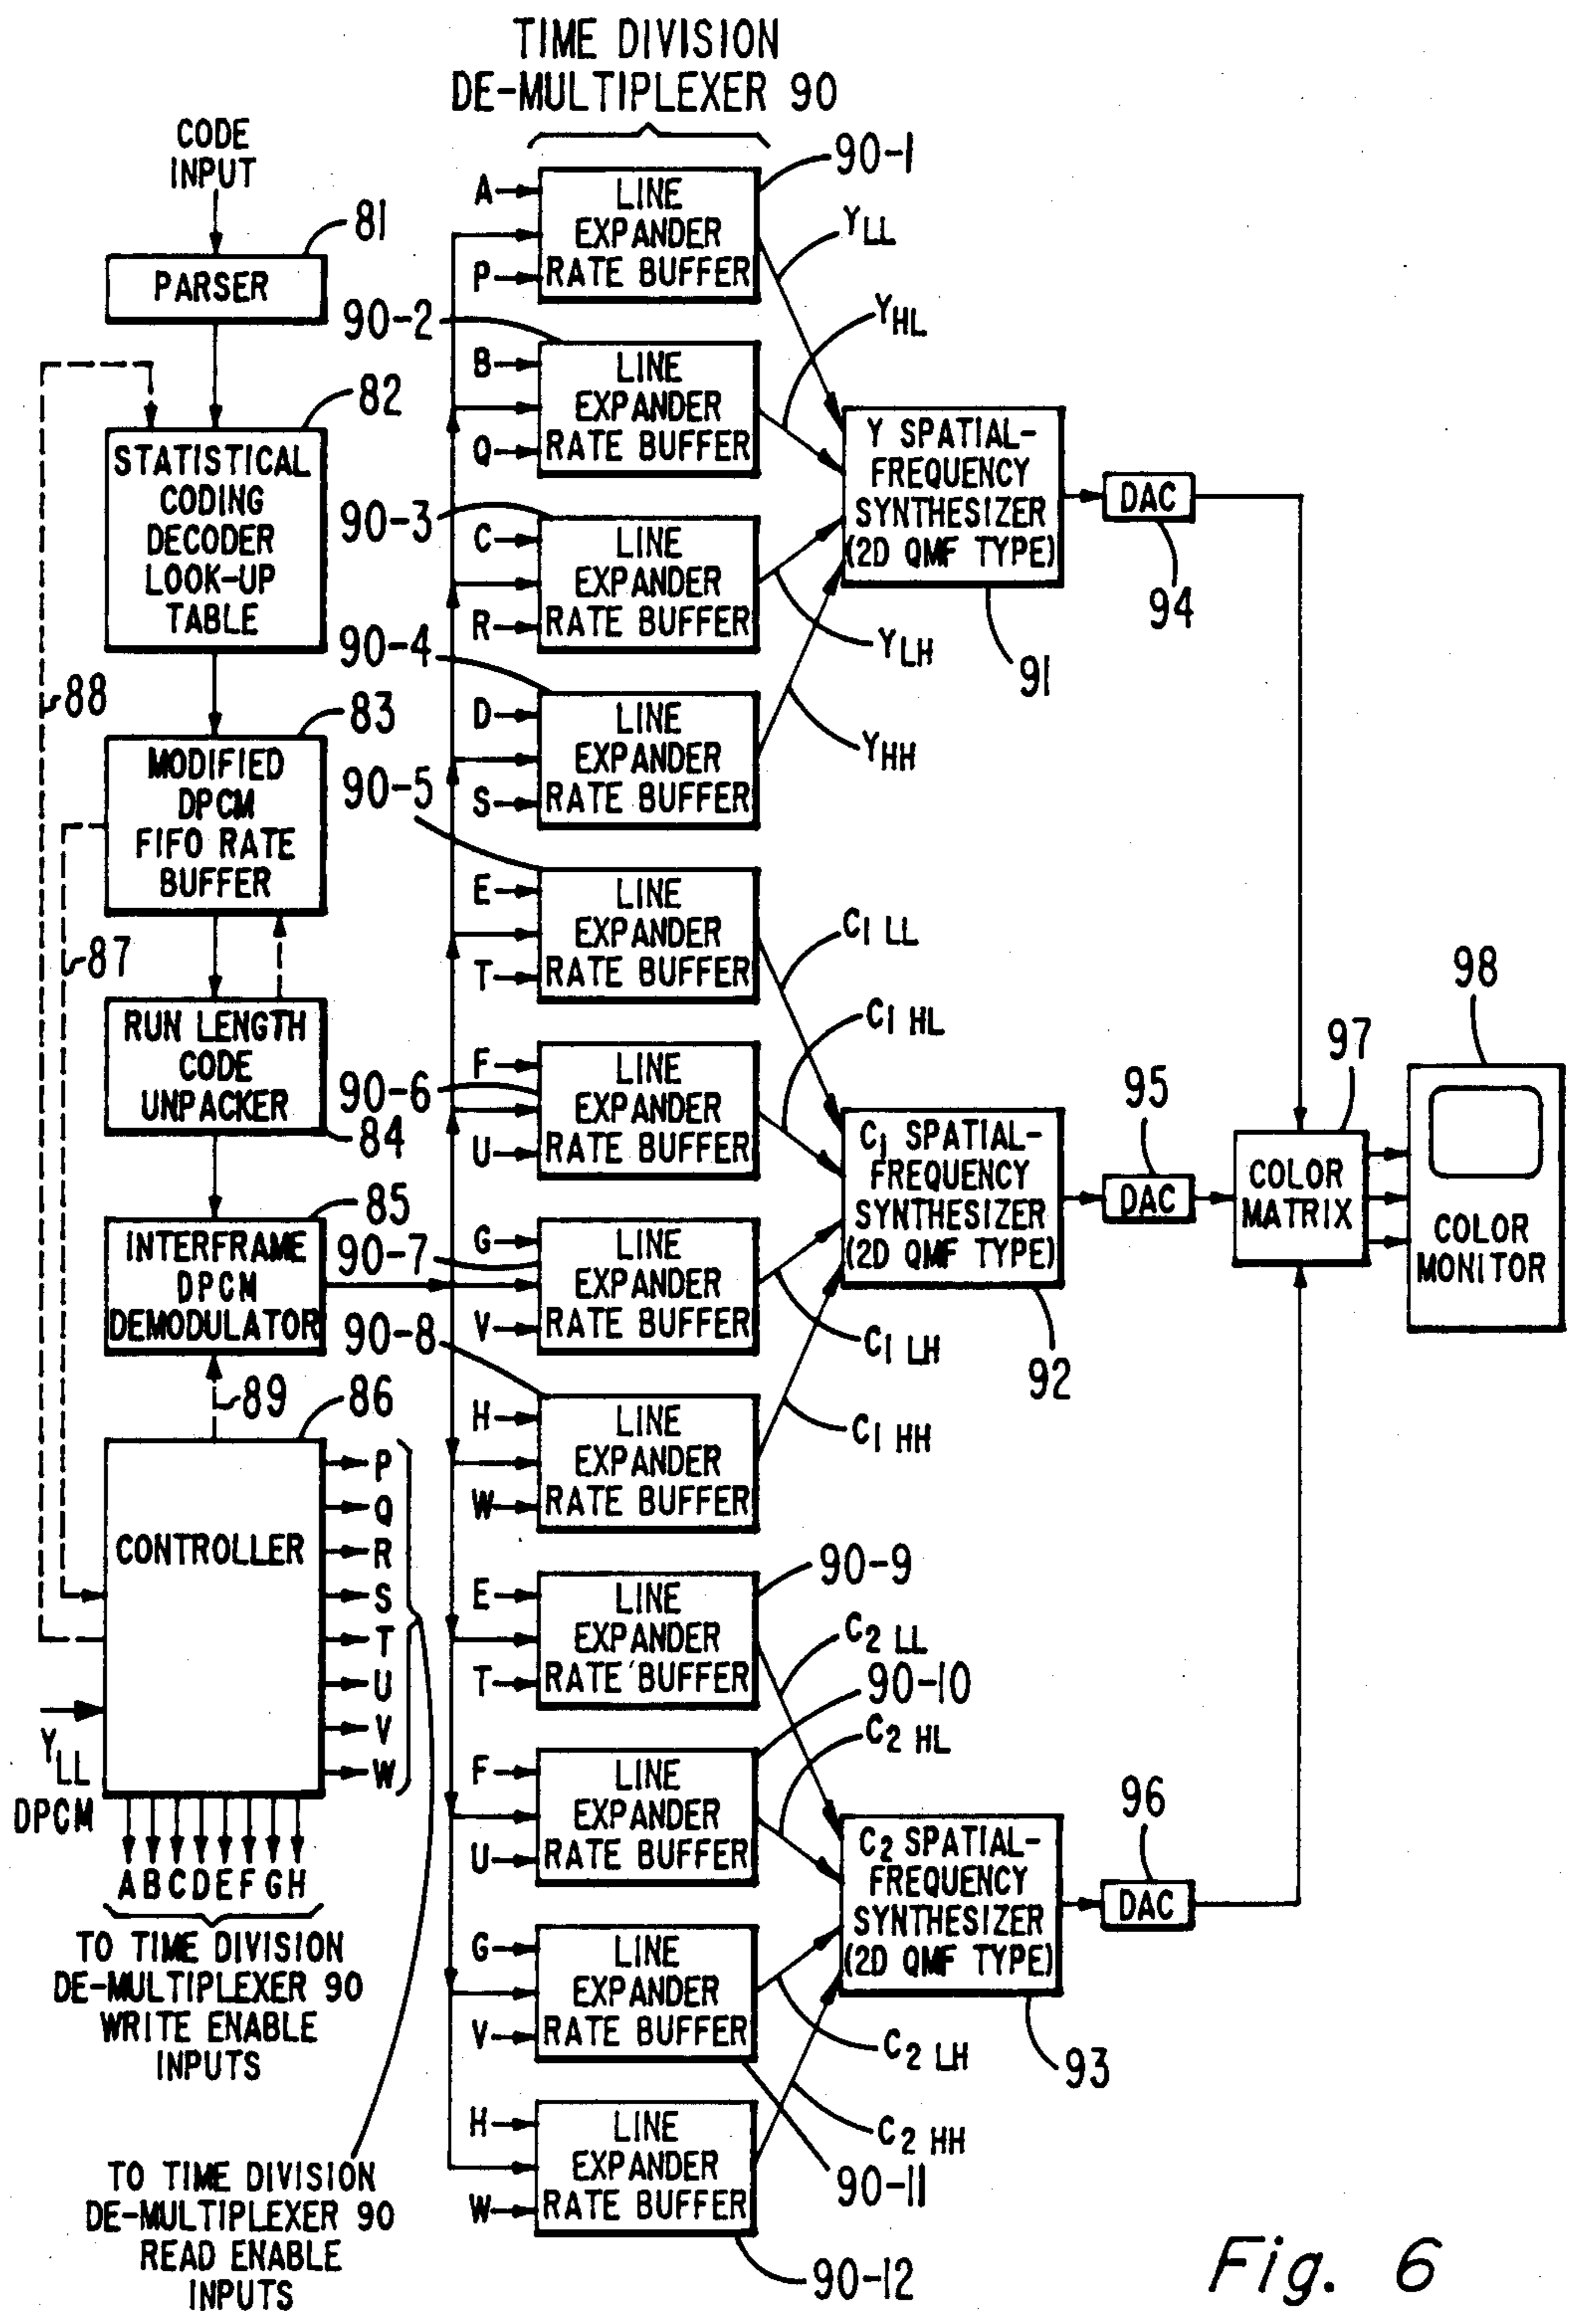 TIME DIVISION
DE-MULTIPLEXER 90
CODE
INPUT
81
PARSER
82
STATISTICAL
CODING
DECODER
LOOK-UP
TABLE
88
83
MODIFIED
DPCM
FIFO RATE
BUFFER
87
RUN LENGTH
CODE
UNPACKER
84
85
INTERFRAME
DPCM
DEMODULATOR
89
86
CONTROLLER
P
Q
R
S
T
U
V
W
YLL
DPCM
A B C D E F G H
TO TIME DIVISION
DE-MULTIPLEXER 90
WRITE ENABLE
INPUTS
TO TIME DIVISION
DE-MULTIPLEXER 90
READ ENABLE
INPUTS
90-1
A
P
LINE
EXPANDER
RATE BUFFER
YLL
90-2
B
Q
LINE
EXPANDER
RATE BUFFER
YHL
90-3
C
R
LINE
EXPANDER
RATE BUFFER
YLH
90-4
D
S
LINE
EXPANDER
RATE BUFFER
YHH
90-5
E
T
LINE
EXPANDER
RATE BUFFER
C1 LL
90-6
F
U
LINE
EXPANDER
RATE BUFFER
C1 HL
90-7
G
V
LINE
EXPANDER
RATE BUFFER
C1 LH
90-8
H
W
LINE
EXPANDER
RATE BUFFER
C1 HH
90-9
E
T
LINE
EXPANDER
RATE BUFFER
C2 LL
90-10
F
U
LINE
EXPANDER
RATE BUFFER
C2 HL
90-11
G
V
LINE
EXPANDER
RATE BUFFER
C2 LH
90-12
H
W
LINE
EXPANDER
RATE BUFFER
C2 HH
Y SPATIAL-
FREQUENCY
SYNTHESIZER
(2D QMF TYPE)
91
DAC
94
C1 SPATIAL-
FREQUENCY
SYNTHESIZER
(2D QMF TYPE)
92
95
DAC
C2 SPATIAL-
FREQUENCY
SYNTHESIZER
(2D QMF TYPE)
93
96
DAC
97
COLOR
MATRIX
98
COLOR
MONITOR
Fig. 6